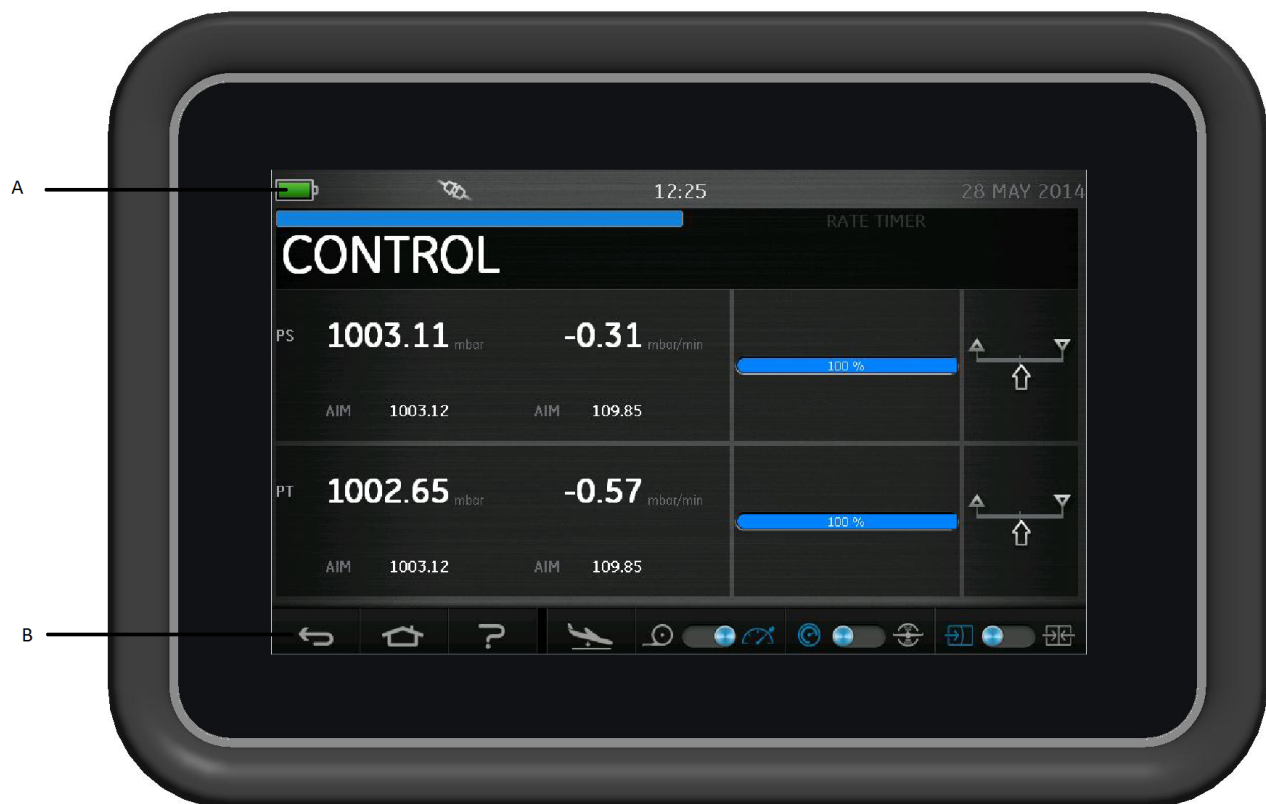 A
12:25
28 MAY 2014
RATE TIMER
CONTROL
PS 1003.11 mbar -0.31 mbar/min
100 %
AIM 1003.12 AIM 109.85
PT 1002.65 mbar -0.57 mbar/min
100 %
AIM 1003.12 AIM 109.85
B
?